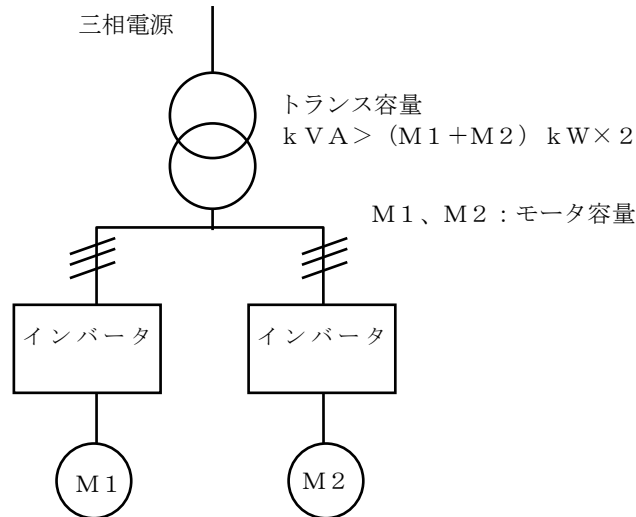 三相電源
トランス容量
ｋＶＡ＞（Ｍ１＋Ｍ２）ｋＷ×２
Ｍ１、Ｍ２：モータ容量
インバータ
インバータ
Ｍ１
Ｍ２